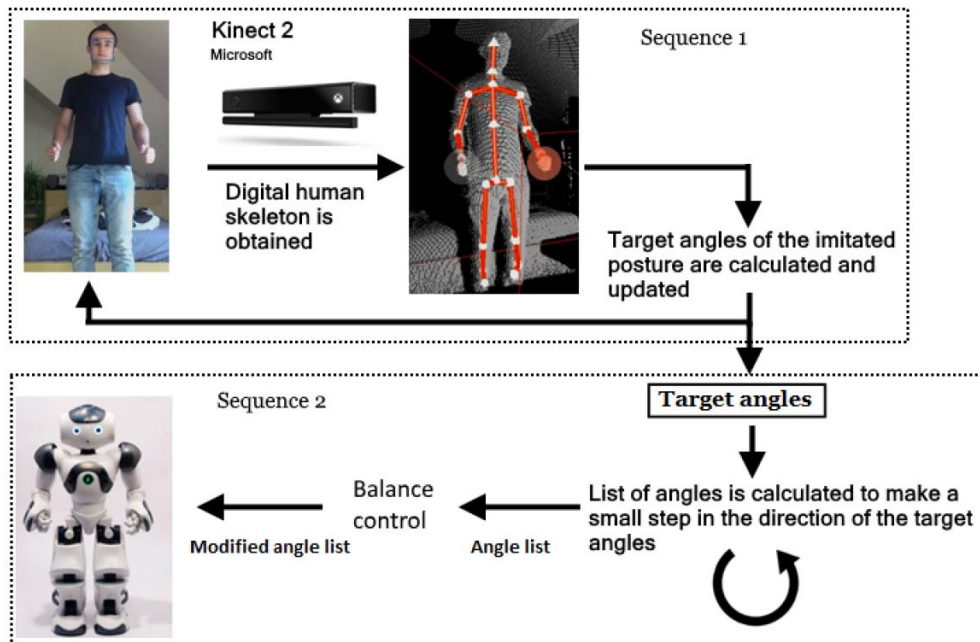 Kinect 2
Microsoft
Sequence 1
Digital human
skeleton is
obtained
Target angles of the imitated
posture are calculated and
updated
Sequence 2
Target angles
List of angles is calculated to make a
small step in the direction of the target
angles
Angle list
Balance
control
Modified angle list